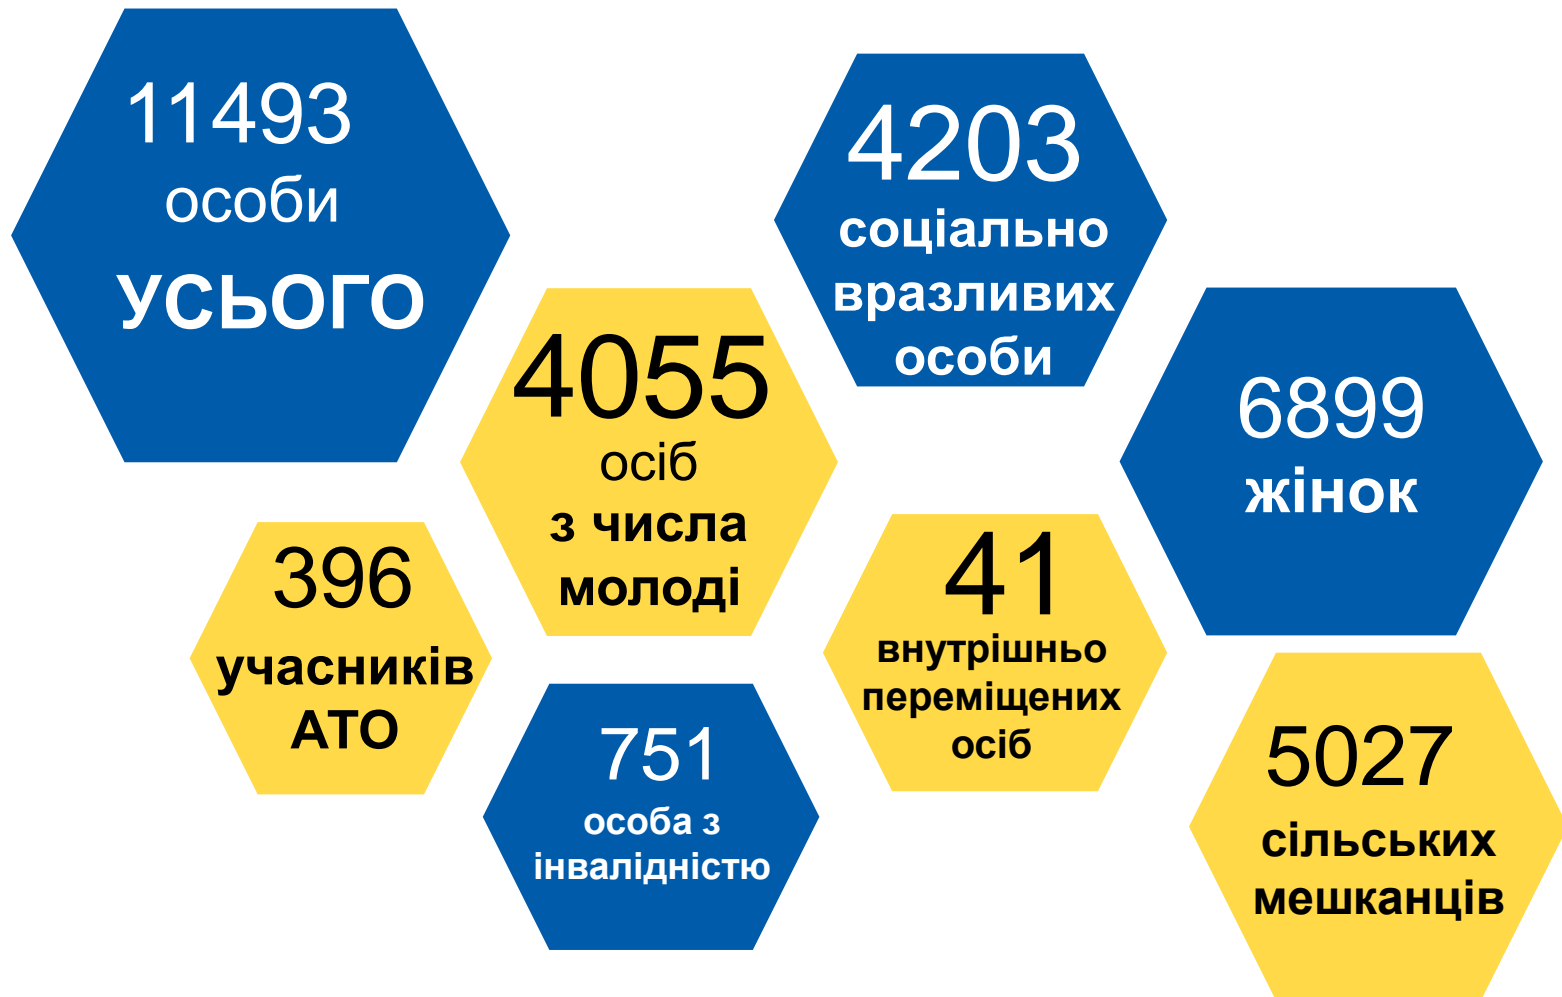 11493
особи
УСЬОГО
4203
соціально
вразливих
особи
4055
осіб
з числа
молоді
6899
жінок
396
учасників
АТО
41
внутрішньо
переміщених
осіб
751
особа з
інвалідністю
5027
сільських
мешканців